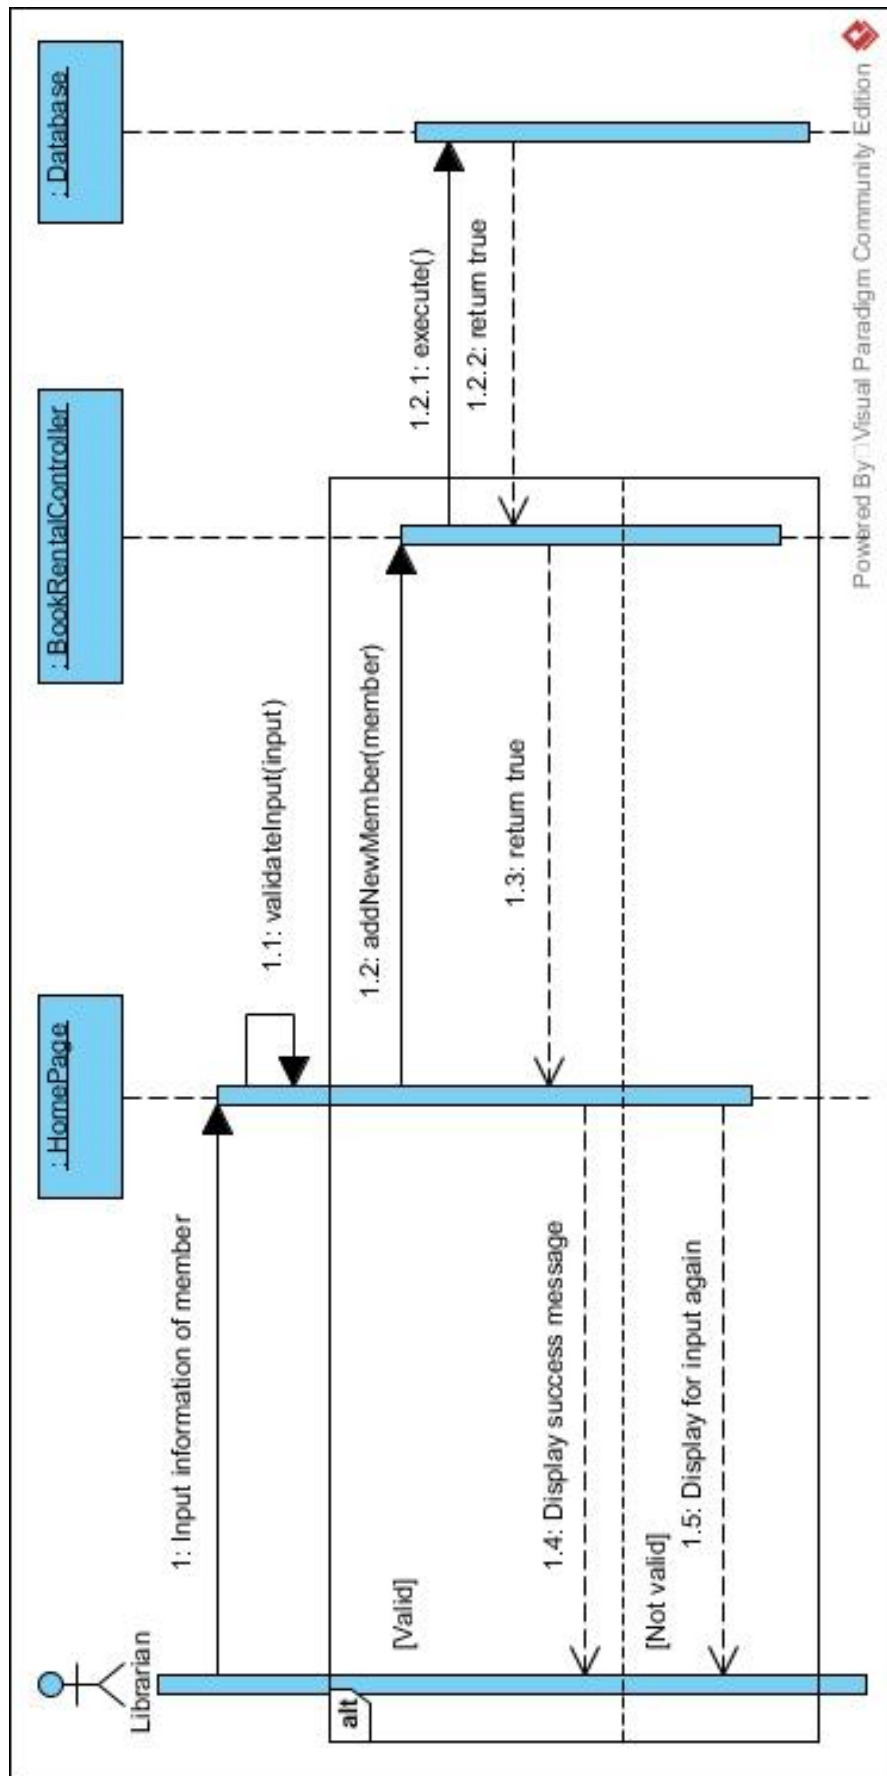 Librarian
: HomePage
: BookRentalController
: Database
1: Input information of member
1.1: validateInput(input)
alt
[Valid]
1.2: addNewMember(member)
1.2.1: execute()
1.2.2: return true
1.3: return true
1.4: Display success message
[Not valid]
1.5: Display for input again
Powered By Visual Paradigm Community Edition